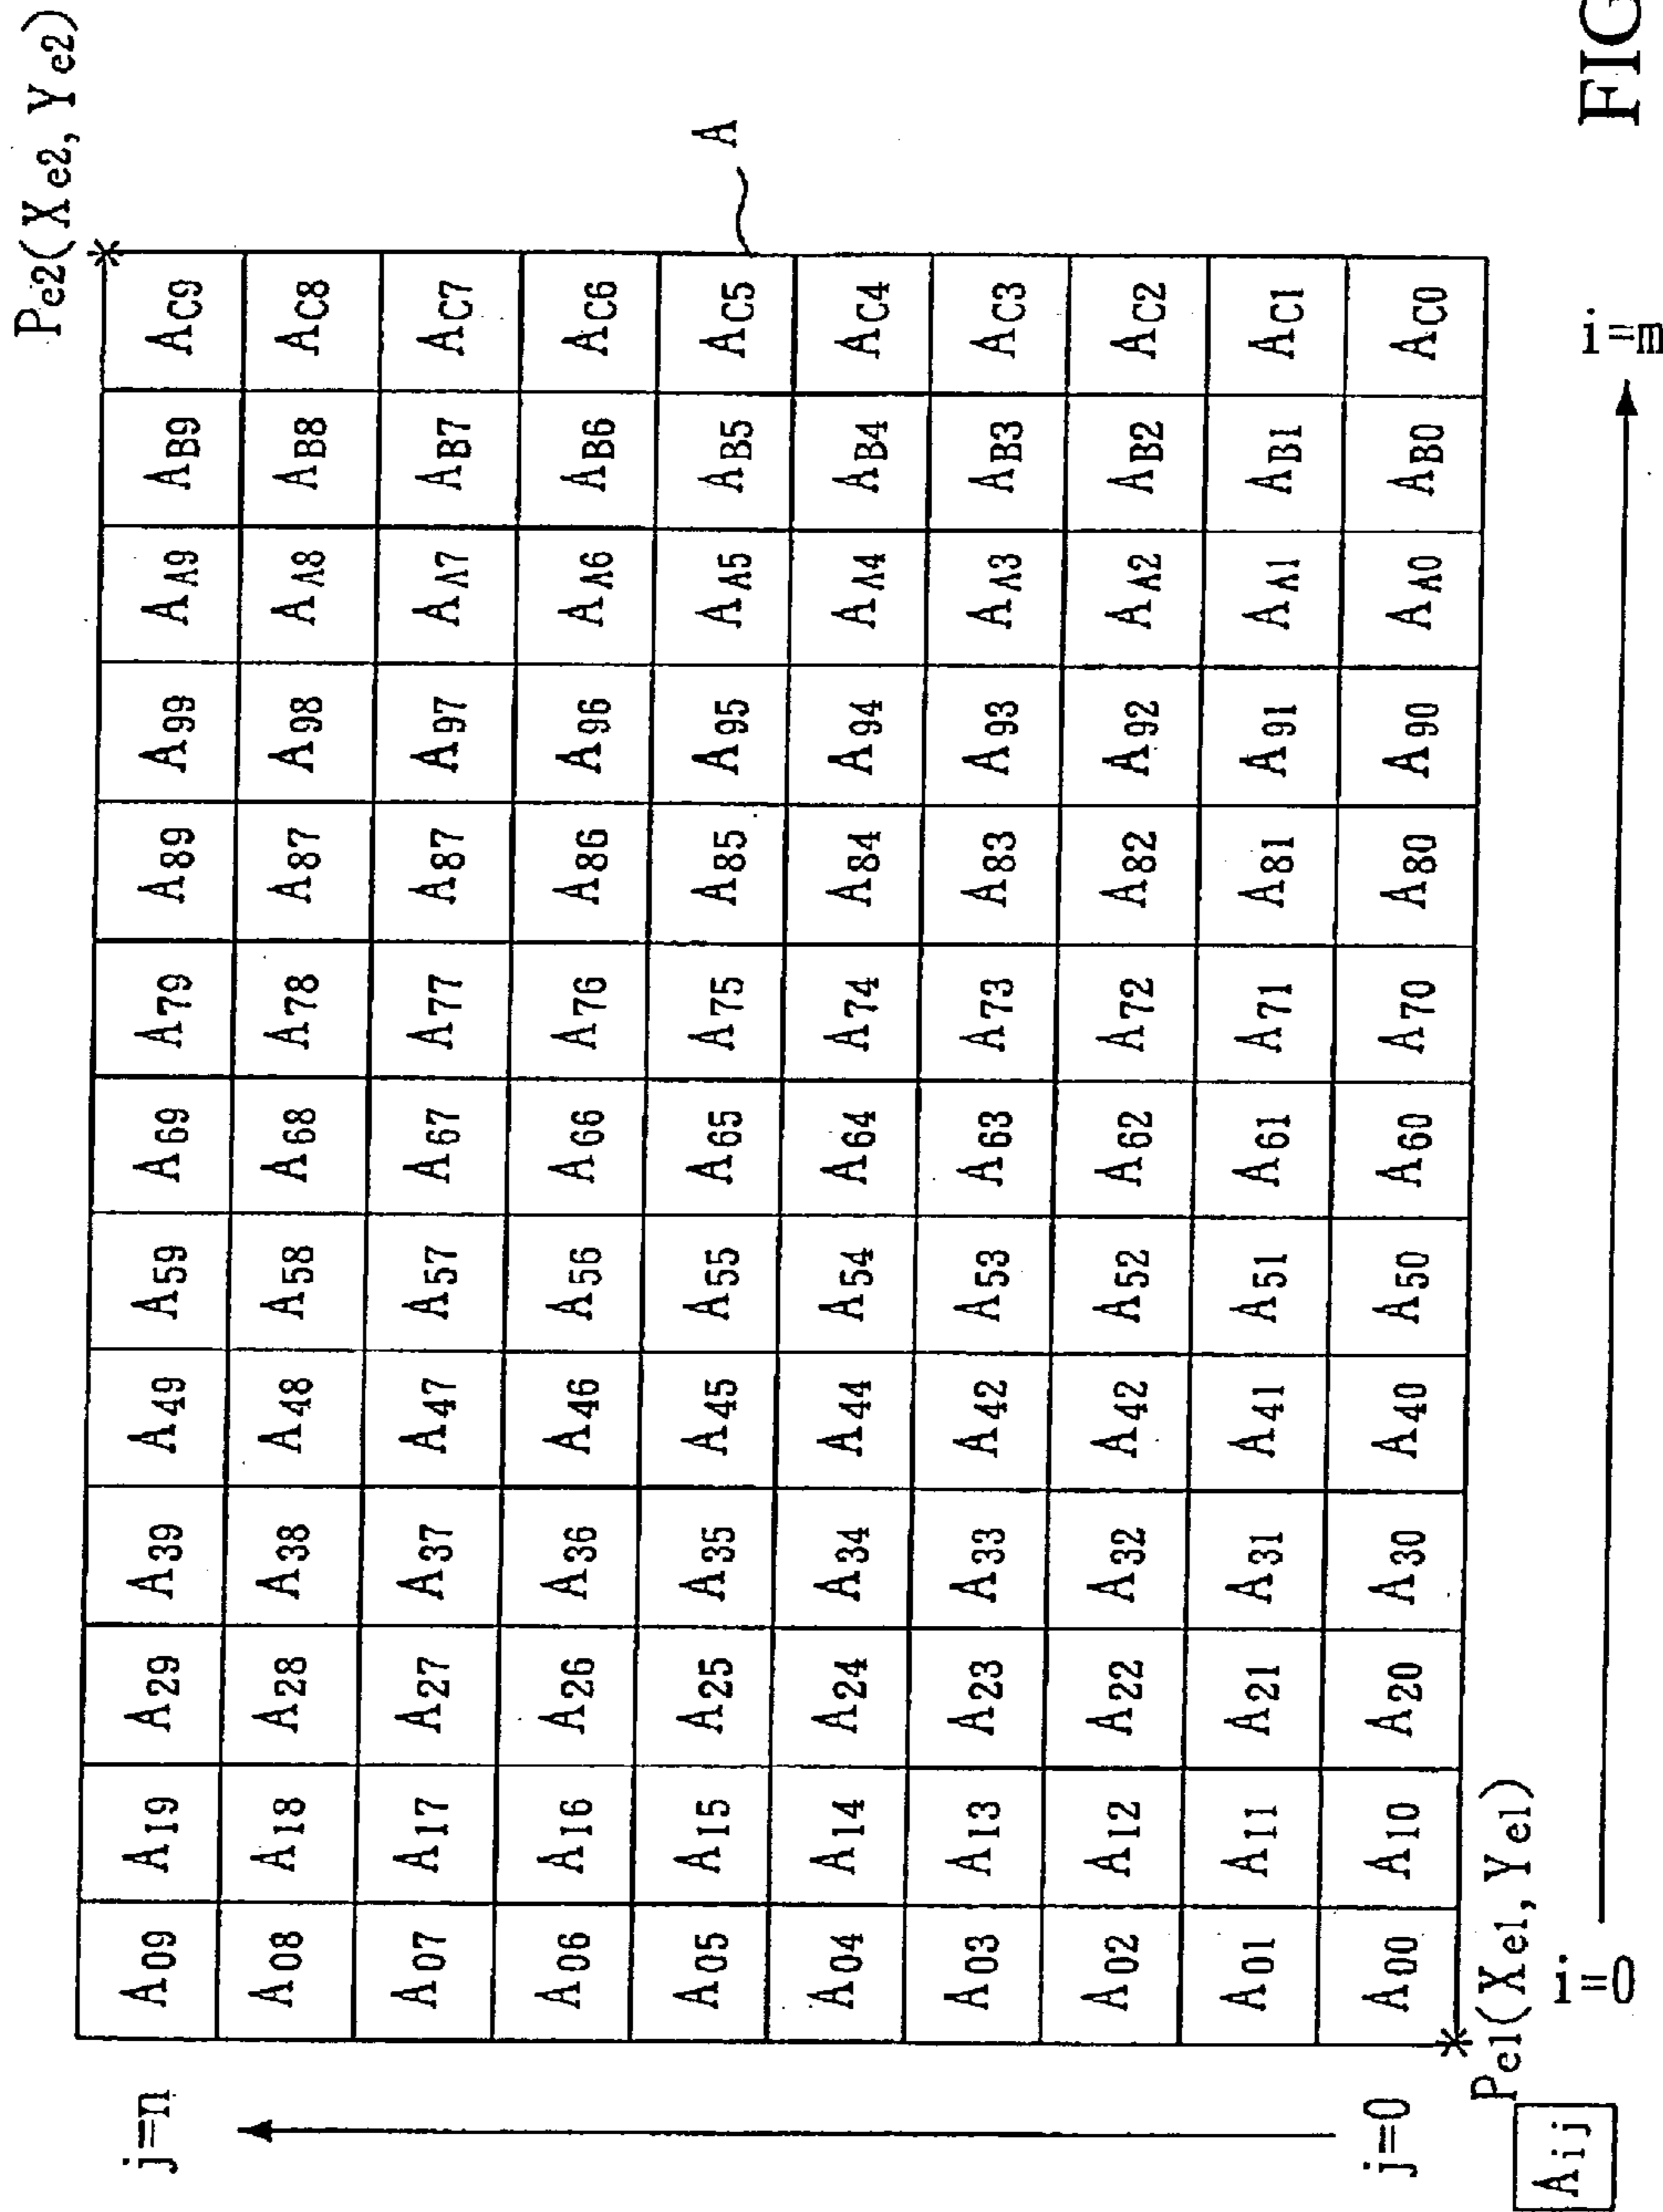 Pe2(Xe2, Ye2)
j=n
A09 A19 A29 A39 A49 A59 A69 A79 A89 A99 AA9 AB9 AC9
A08 A18 A28 A38 A48 A58 A68 A78 A87 A98 AA8 AB8 AC8
A07 A17 A27 A37 A47 A57 A67 A77 A87 A97 AA7 AB7 AC7
A06 A16 A26 A36 A46 A56 A66 A76 A86 A96 AA6 AB6 AC6
A05 A15 A25 A35 A45 A55 A65 A75 A85 A95 AA5 AB5 AC5
A
A04 A14 A24 A34 A44 A54 A64 A74 A84 A94 AA4 AB4 AC4
A03 A13 A23 A33 A42 A53 A63 A73 A83 A93 AA3 AB3 AC3
A02 A12 A22 A32 A42 A52 A62 A72 A82 A92 AA2 AB2 AC2
A01 A11 A21 A31 A41 A51 A61 A71 A81 A91 AA1 AB1 AC1
j=0
A00 A10 A20 A30 A40 A50 A60 A70 A80 A90 AA0 AB0 AC0
Pe1(Xe1, Ye1)
Aij
i=0
i=m
FIG